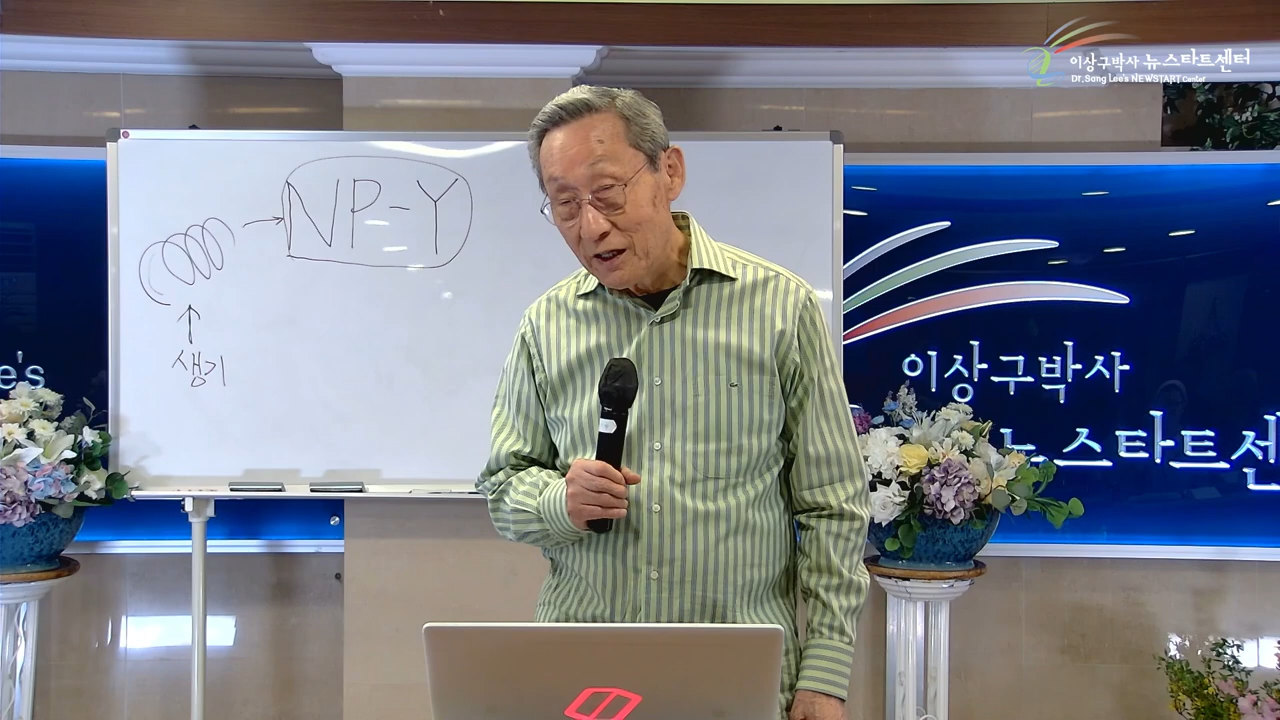 이상구박사 뉴스타트센터
Dr. Sang Lee's NEWSTART Center
NP-Y
생기
e's
이상구박사
뉴스타트센